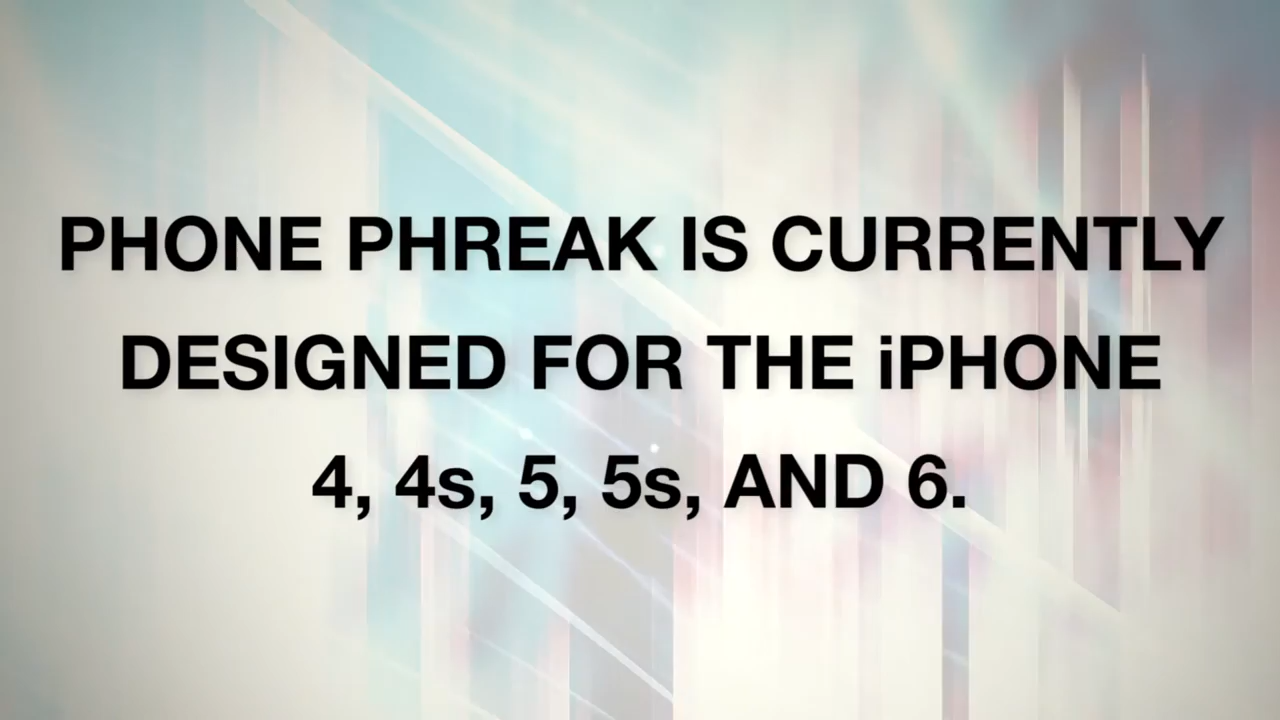 PHONE PHREAK IS CURRENTLY
DESIGNED FOR THE iPHONE
4, 4s, 5, 5s, AND 6.